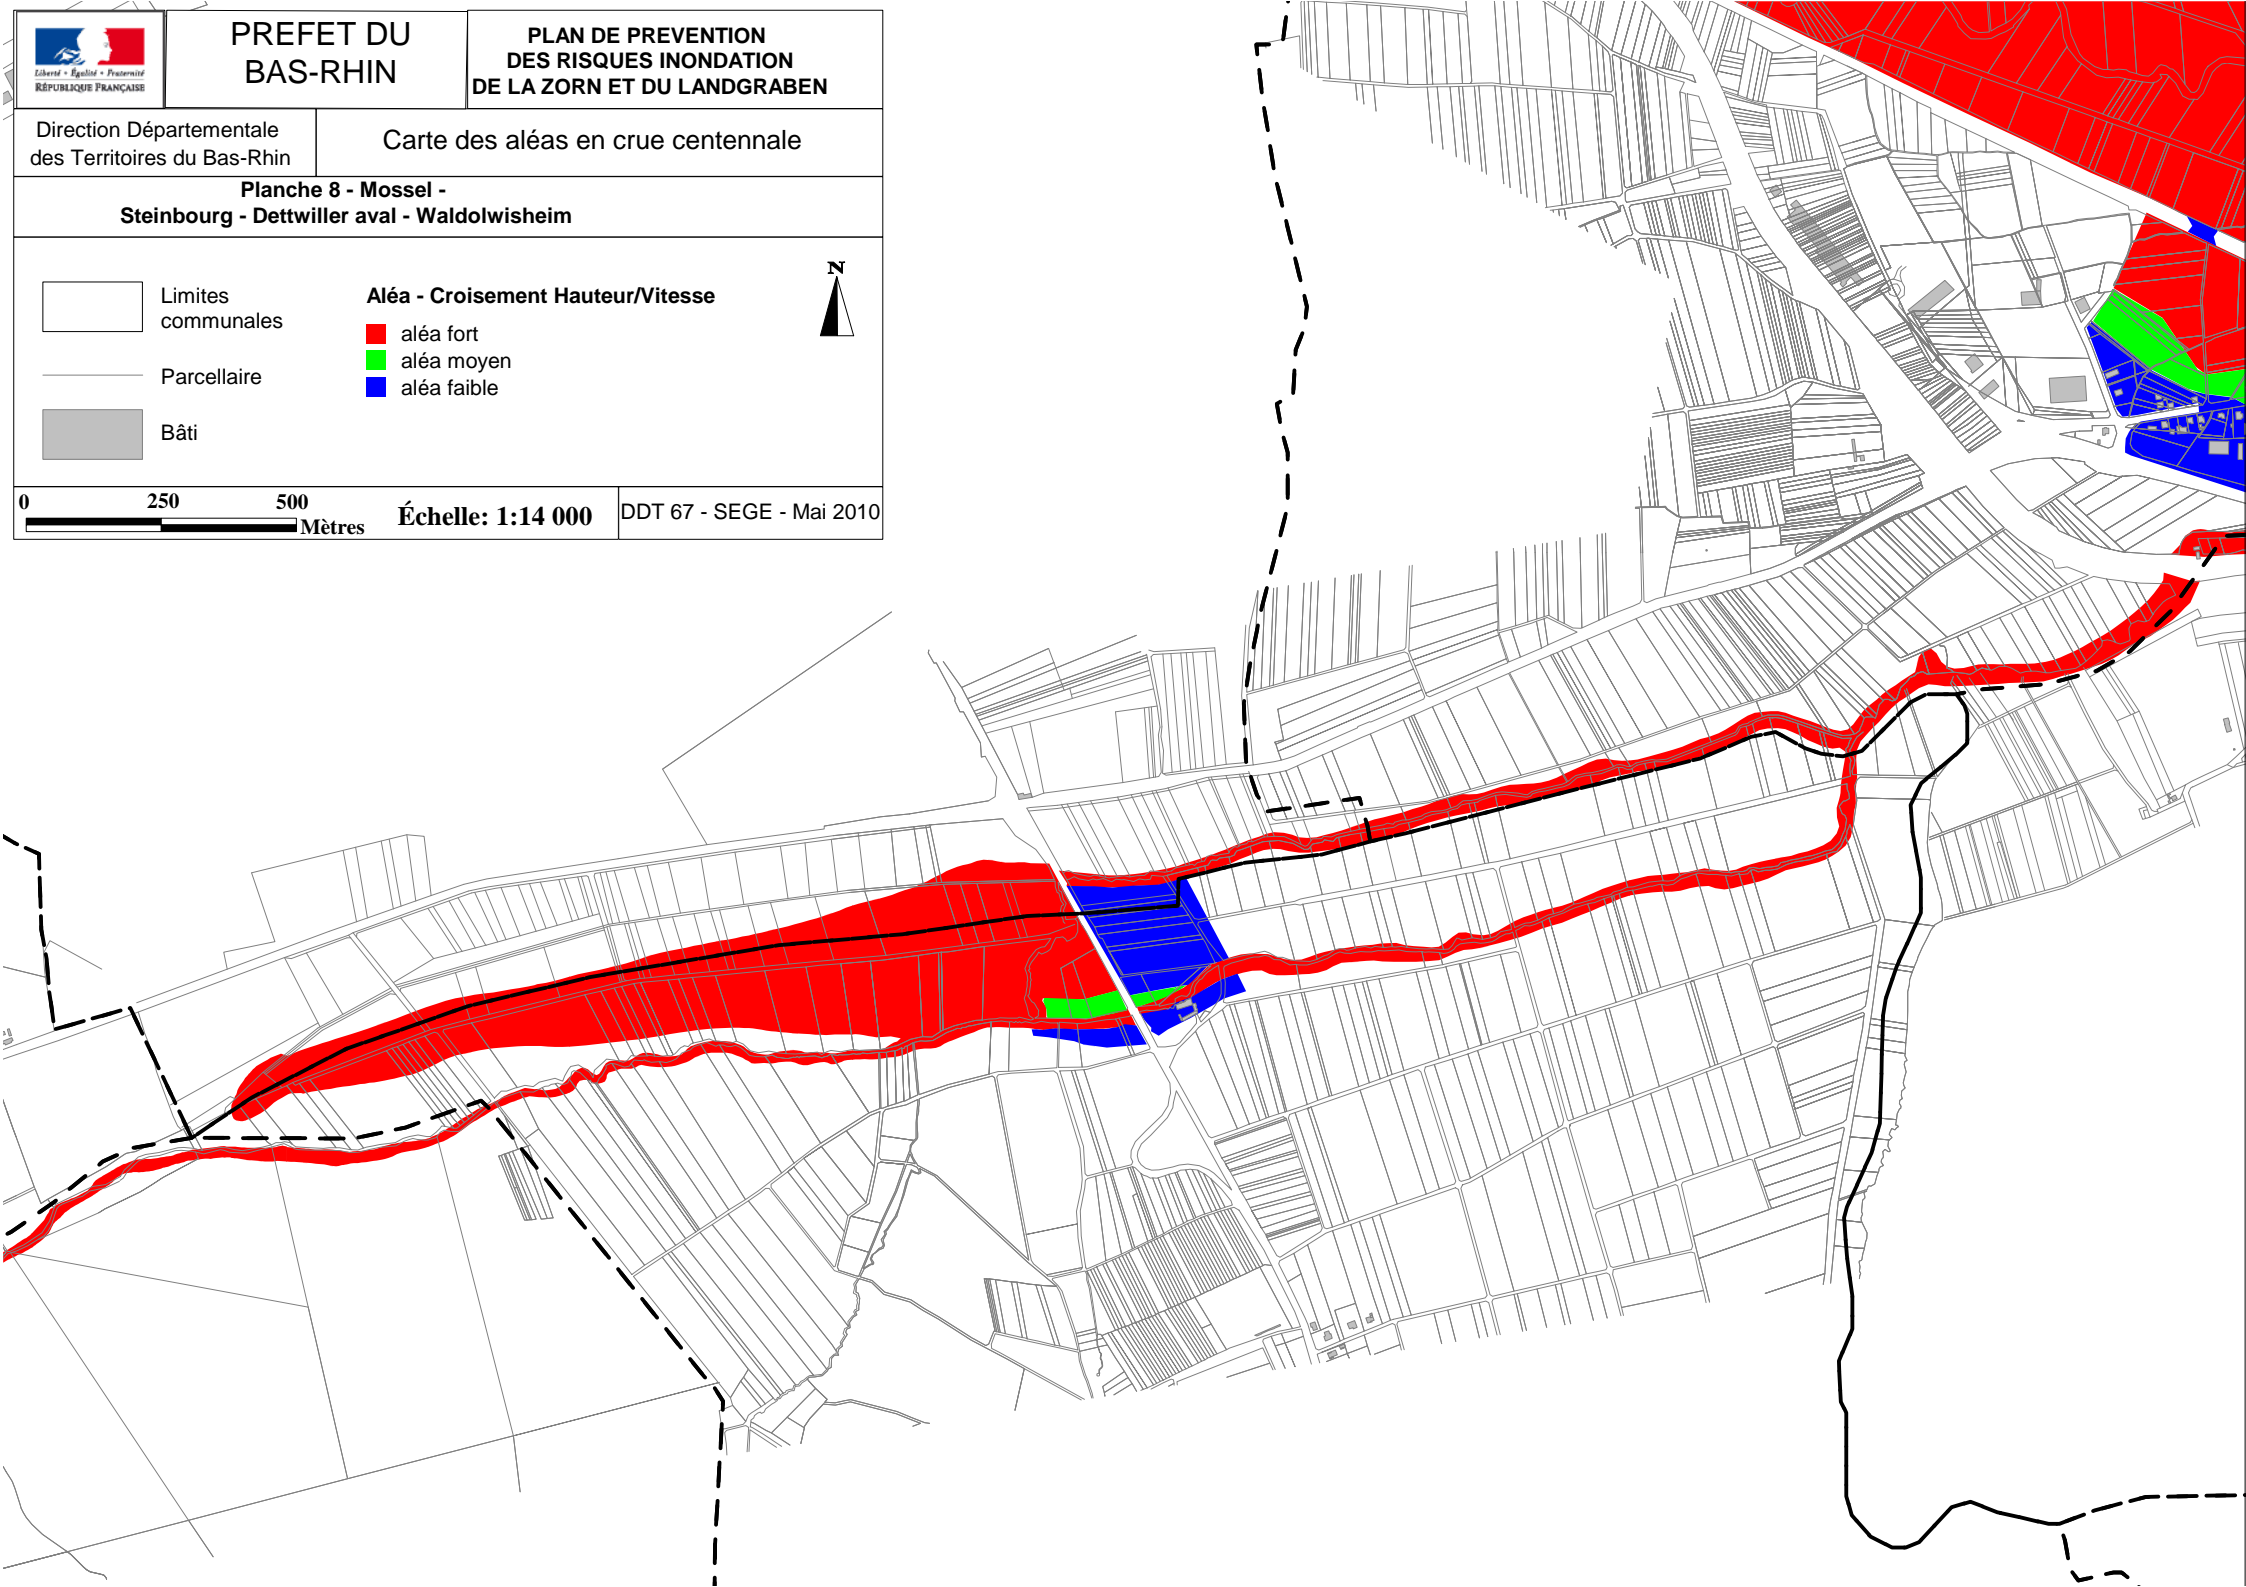 Liberté • Égalité • Fraternité
RÉPUBLIQUE FRANÇAISE
PREFET DU
BAS-RHIN
PLAN DE PREVENTION
DES RISQUES INONDATION
DE LA ZORN ET DU LANDGRABEN
Direction Départementale
des Territoires du Bas-Rhin
Carte des aléas en crue centennale
Planche 8 - Mossel -
Steinbourg - Dettwiller aval - Waldolwisheim
Limites
communales
Parcellaire
Bâti
Aléa - Croisement Hauteur/Vitesse
aléa fort
aléa moyen
aléa faible
N
0 250 500
Mètres
Échelle: 1:14 000
DDT 67 - SEGE - Mai 2010